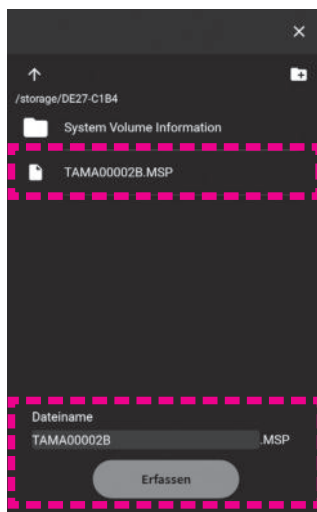 /storage/DE27-C1B4
System Volume Information
TAMA00002B.MSP
Dateiname
TAMA00002B .MSP
Erfassen